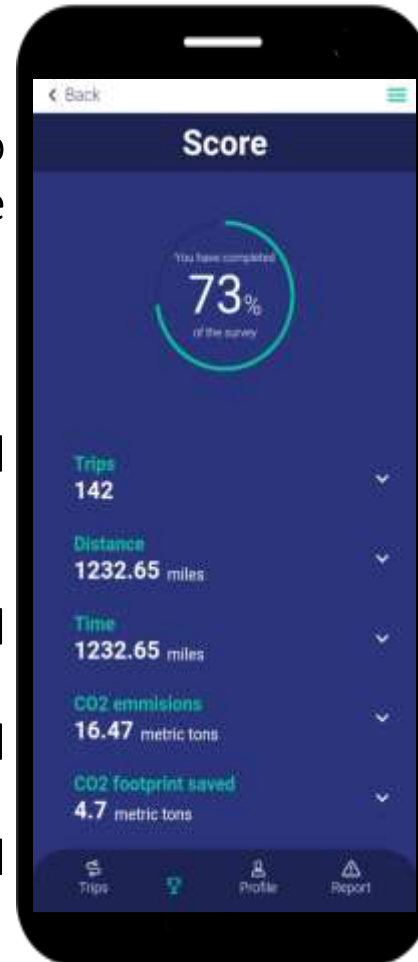 Back
Score
You have completed
73%
of the survey
Trips
142
Distance
1232.65 miles
Time
1232.65 miles
CO2 emmisions
16.47 metric tons
CO2 footprint saved
4.7 metric tons
Trips Profile Report